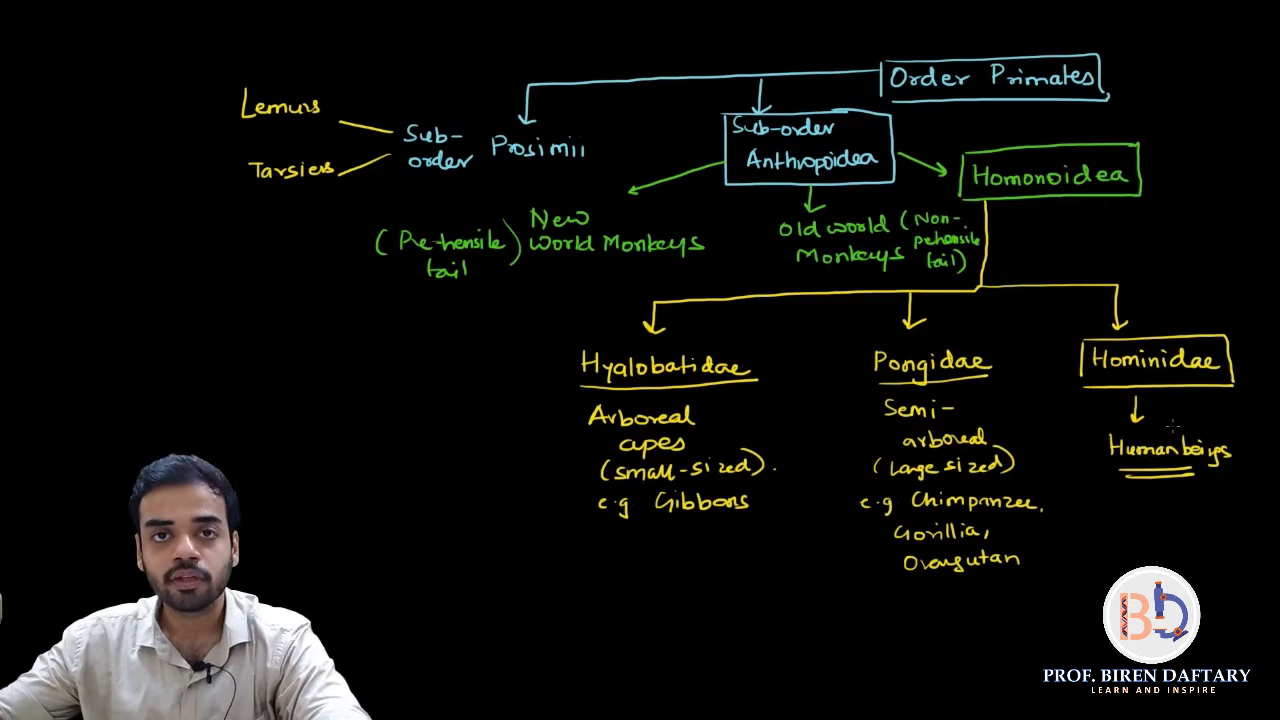 Order Primates
Lemurs
Tarsiers
Sub-
order Prosimii
Sub-order
Anthropoidea
Homonoidea
(Pre-hensile
tail)
New
World Monkeys
Old world
Monkeys
(Non-
pehensile
tail)
Hyalobatidae
Arboreal
apes
(small-sized).
e.g Gibbons
Pongidae
Semi-
arboreal
(large sized)
e.g. Chimpanzee,
Gorillia,
Orangutan
Hominidae
Human beings
BD
PROF. BIREN DAFTARY
LEARN AND INSPIRE